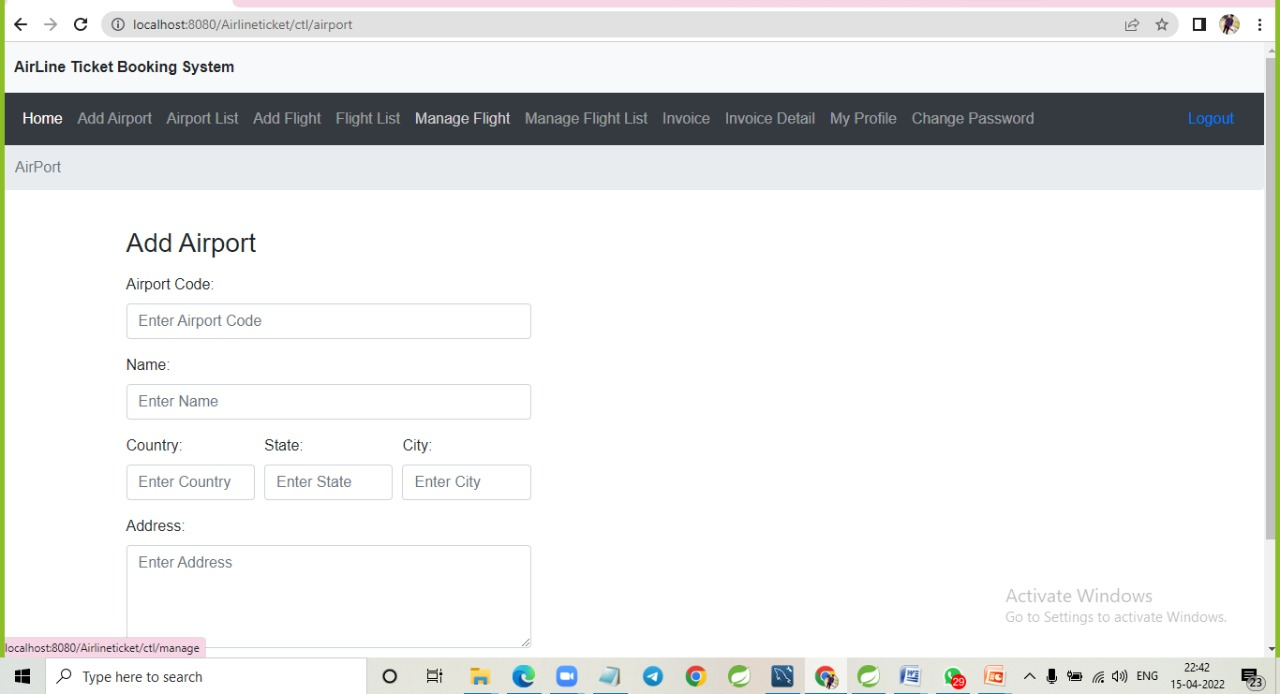 localhost:8080/Airlineticket/ctl/airport
AirLine Ticket Booking System
Home Add Airport Airport List Add Flight Flight List Manage Flight Manage Flight List Invoice Invoice Detail My Profile Change Password Logout
AirPort
Add Airport
Airport Code:
Enter Airport Code
Name:
Enter Name
Country: State: City:
Enter Country Enter State Enter City
Address:
Enter Address
Activate Windows
Go to Settings to activate Windows.
localhost:8080/Airlineticket/ctl/manage
Type here to search
29
ENG
22:42
15-04-2022
23